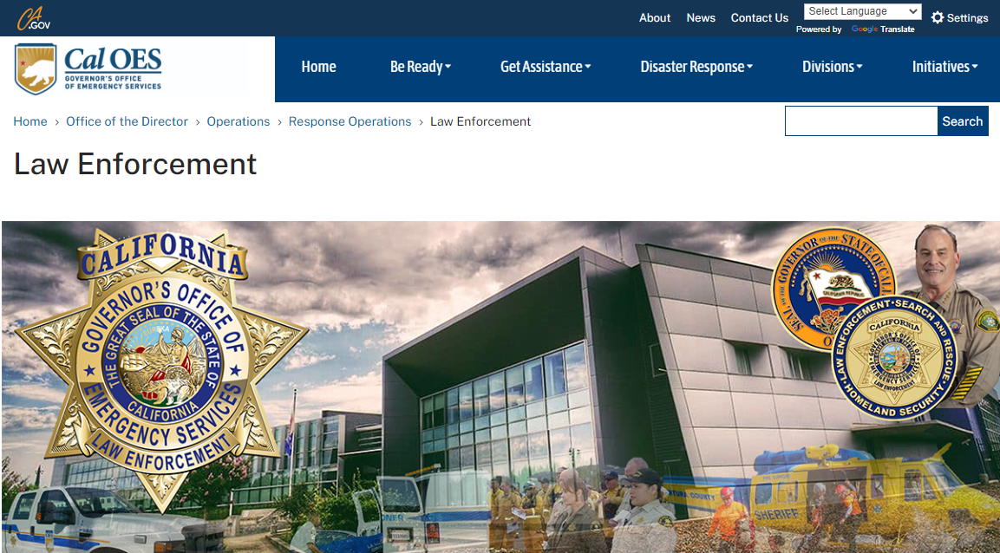 CA
.GOV
About
News
Contact Us
Select Language
Settings
Powered by Google Translate
Cal OES
GOVERNOR'S OFFICE
OF EMERGENCY SERVICES
Home
Be Ready
Get Assistance
Disaster Response
Divisions
Initiatives
Home › Office of the Director › Operations › Response Operations › Law Enforcement
Search
Law Enforcement
CALIFORNIA
GOVERNOR'S OFFICE OF
EMERGENCY SERVICES
THE GREAT SEAL OF THE STATE OF
CALIFORNIA
EUREKA
LAW ENFORCEMENT
SEAL OF THE GOVERNOR OF THE STATE OF
CALIFORNIA REPUBLIC
LAW ENFORCEMENT • SEARCH AND RESCUE
HOMELAND SECURITY
CALIFORNIA
GOVERNOR'S OFFICE OF
EMERGENCY SERVICES
LAW ENFORCEMENT
TURA COUNTY
SHERIFF
ONER